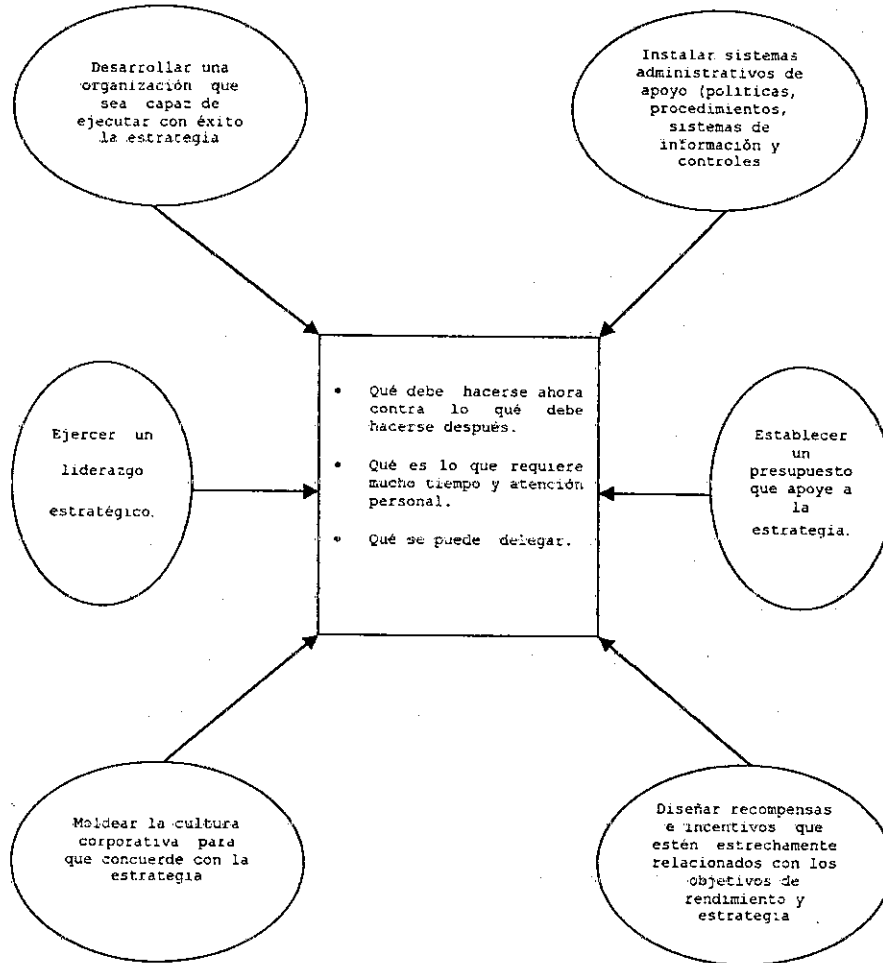 Desarrollar una
organización que
sea capaz de
ejecutar con éxito
la estrategia
Instalar sistemas
administrativos de
apoyo (políticas,
procedimientos,
sistemas de
información y
controles
Ejercer un
liderazgo
estratégico.
• Qué debe hacerse ahora
contra lo qué debe
hacerse después.
• Qué es lo que requiere
mucho tiempo y atención
personal.
• Qué se puede delegar.
Establecer
un
presupuesto
que apoye a
la
estrategia.
Moldear la cultura
corporativa para
que concuerde con la
estrategia
Diseñar recompensas
e incentivos que
estén estrechamente
relacionados con los
objetivos de
rendimiento y
estrategia